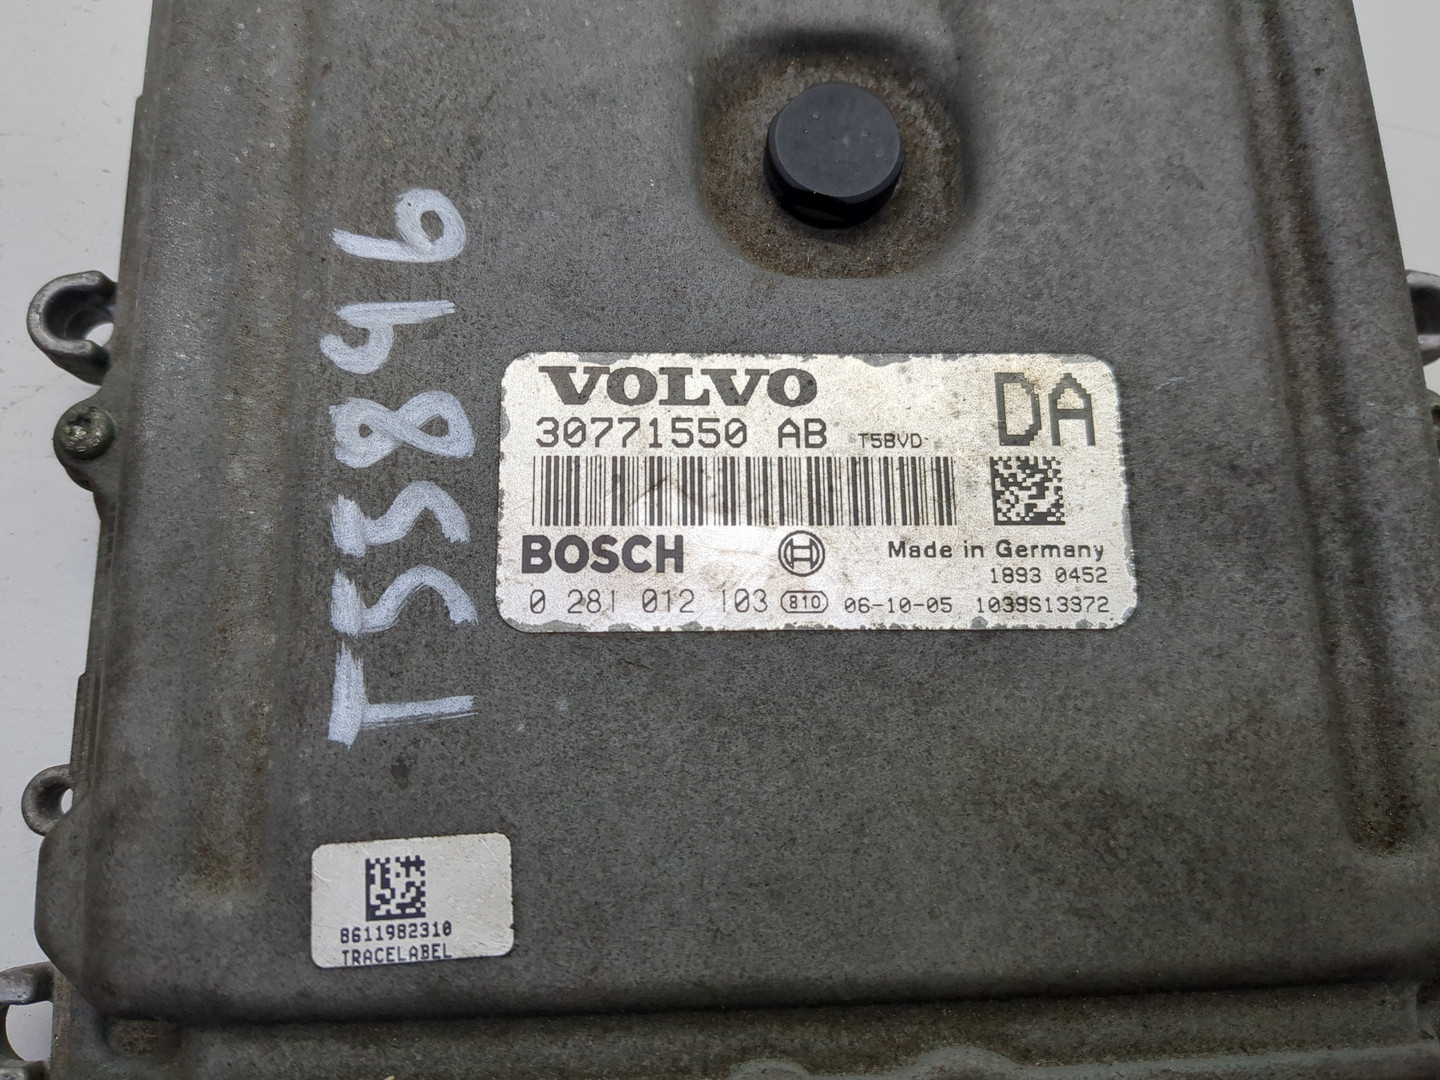 T55846
VOLVO
DA
30771550 AB T5BVD
BOSCH
Made in Germany
1893 0452
0 281 012 103 810 06-10-05 1039S13372
8611982310
TRACELABEL